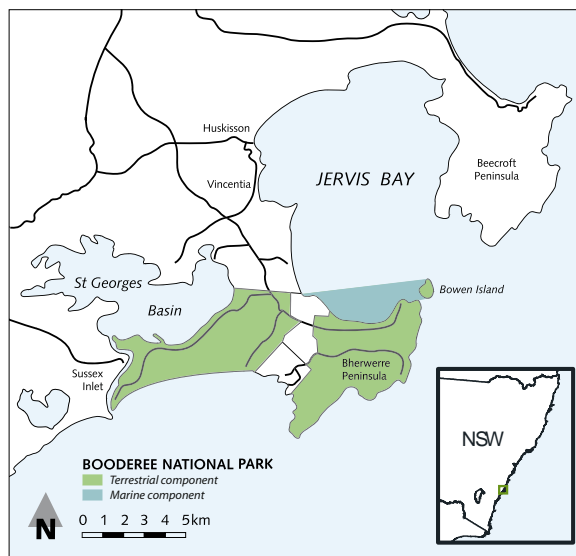 Huskisson
Vincentia
JERVIS BAY
Beecroft
Peninsula
St Georges
Basin
Bowen Island
Sussex
Inlet
Bherwerre
Peninsula
BOODEREE NATIONAL PARK
Terrestrial component
Marine component
N
0 1 2 3 4 5km
NSW